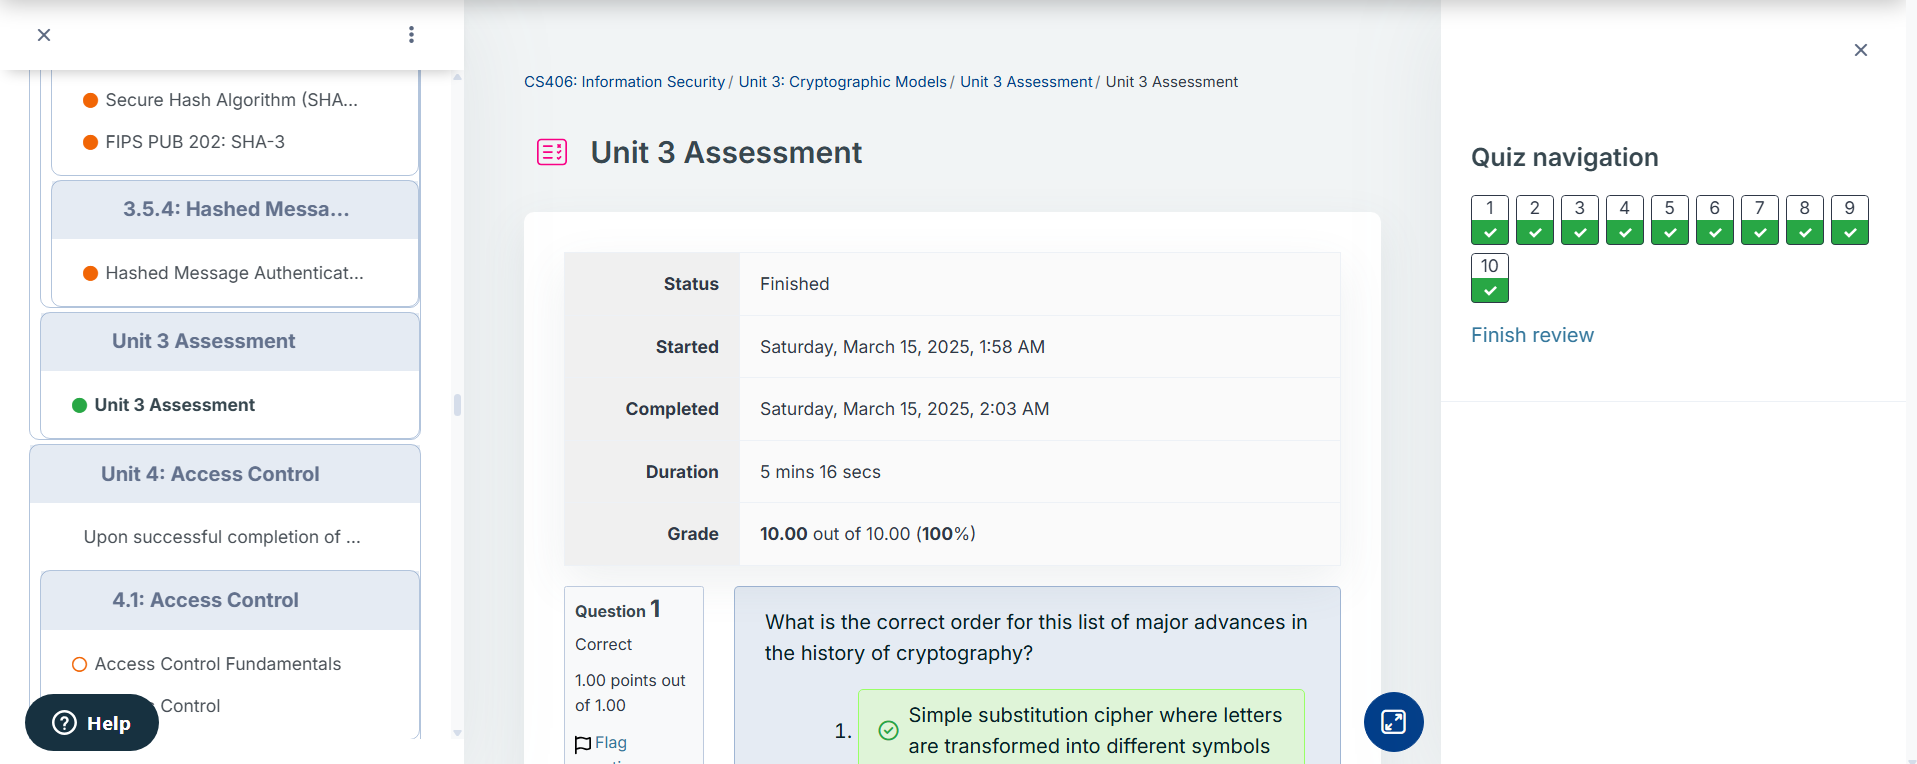 Secure Hash Algorithm (SHA...
FIPS PUB 202: SHA-3
3.5.4: Hashed Messa...
Hashed Message Authenticat...
Unit 3 Assessment
Unit 3 Assessment
Unit 4: Access Control
Upon successful completion of ...
4.1: Access Control
Access Control Fundamentals
Control
Help
CS406: Information Security / Unit 3: Cryptographic Models / Unit 3 Assessment / Unit 3 Assessment
Unit 3 Assessment
Status Finished
Started Saturday, March 15, 2025, 1:58 AM
Completed Saturday, March 15, 2025, 2:03 AM
Duration 5 mins 16 secs
Grade 10.00 out of 10.00 (100%)
Question 1
Correct
1.00 points out
of 1.00
Flag
What is the correct order for this list of major advances in
the history of cryptography?
1. Simple substitution cipher where letters
are transformed into different symbols
Quiz navigation
1 2 3 4 5 6 7 8 9
10
Finish review